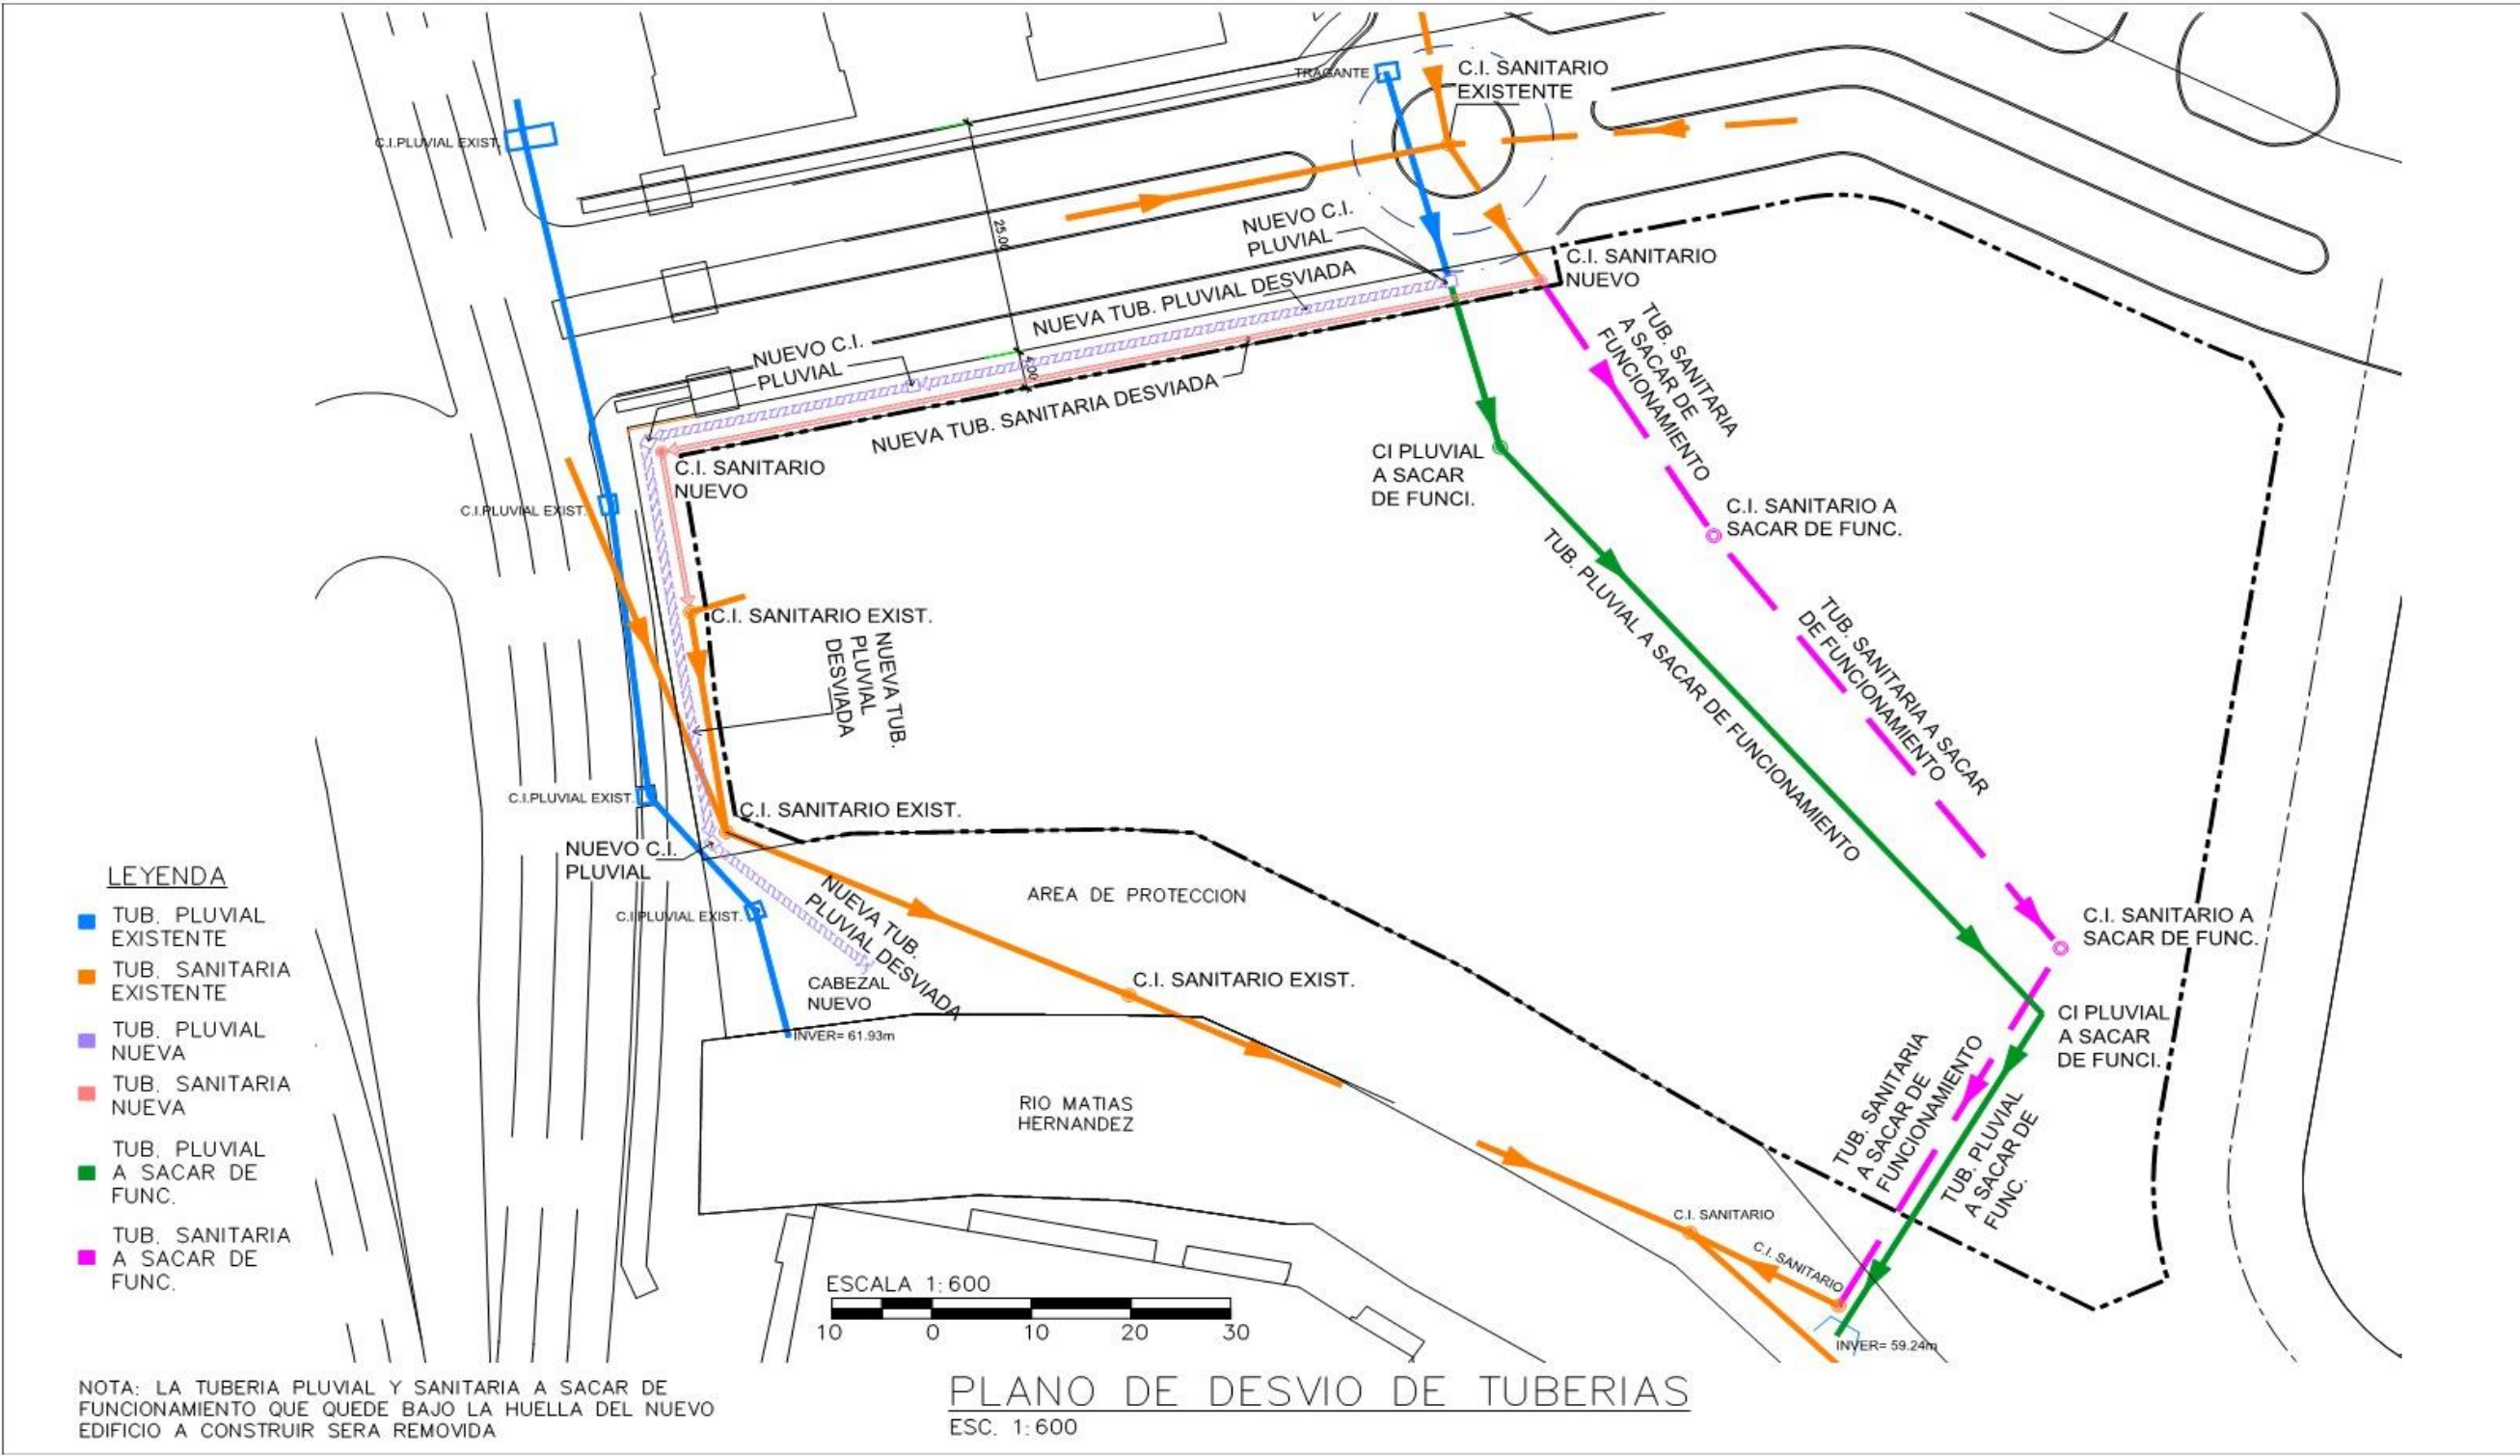 TRAGANTE
C.I. SANITARIO
EXISTENTE
C.I.PLUVIAL EXIST.
25.00
NUEVO C.I.
PLUVIAL
C.I. SANITARIO
NUEVO
NUEVA TUB. PLUVIAL DESVIADA
NUEVO C.I.
PLUVIAL
4.00
NUEVA TUB. SANITARIA DESVIADA
TUB. SANITARIA
A SACAR DE
FUNCIONAMIENTO
C.I. SANITARIO
NUEVO
CI PLUVIAL
A SACAR
DE FUNCI.
C.I.PLUVIAL EXIST.
C.I. SANITARIO A
SACAR DE FUNC.
TUB. PLUVIAL A SACAR DE FUNCIONAMIENTO
C.I. SANITARIO EXIST.
NUEVA TUB.
PLUVIAL
DESVIADA
TUB. SANITARIA A SACAR
DE FUNCIONAMIENTO
C.I.PLUVIAL EXIST.
C.I. SANITARIO EXIST.
NUEVO C.I.
PLUVIAL
C.I.PLUVIAL EXIST.
NUEVA TUB.
PLUVIAL DESVIADA
AREA DE PROTECCION
C.I. SANITARIO A
SACAR DE FUNC.
CABEZAL
NUEVO
C.I. SANITARIO EXIST.
INVER= 61.93m
CI PLUVIAL
A SACAR
DE FUNCI.
RIO MATIAS
HERNANDEZ
TUB. SANITARIA
A SACAR DE
FUNCIONAMIENTO
TUB. PLUVIAL
A SACAR DE
FUNC.
C.I. SANITARIO
C.I. SANITARIO
INVER= 59.24m
LEYENDA
TUB. PLUVIAL
EXISTENTE
TUB. SANITARIA
EXISTENTE
TUB. PLUVIAL
NUEVA
TUB. SANITARIA
NUEVA
TUB. PLUVIAL
A SACAR DE
FUNC.
TUB. SANITARIA
A SACAR DE
FUNC.
ESCALA 1:600
10 0 10 20 30
NOTA: LA TUBERIA PLUVIAL Y SANITARIA A SACAR DE
FUNCIONAMIENTO QUE QUEDE BAJO LA HUELLA DEL NUEVO
EDIFICIO A CONSTRUIR SERA REMOVIDA
PLANO DE DESVIO DE TUBERIAS
ESC. 1:600